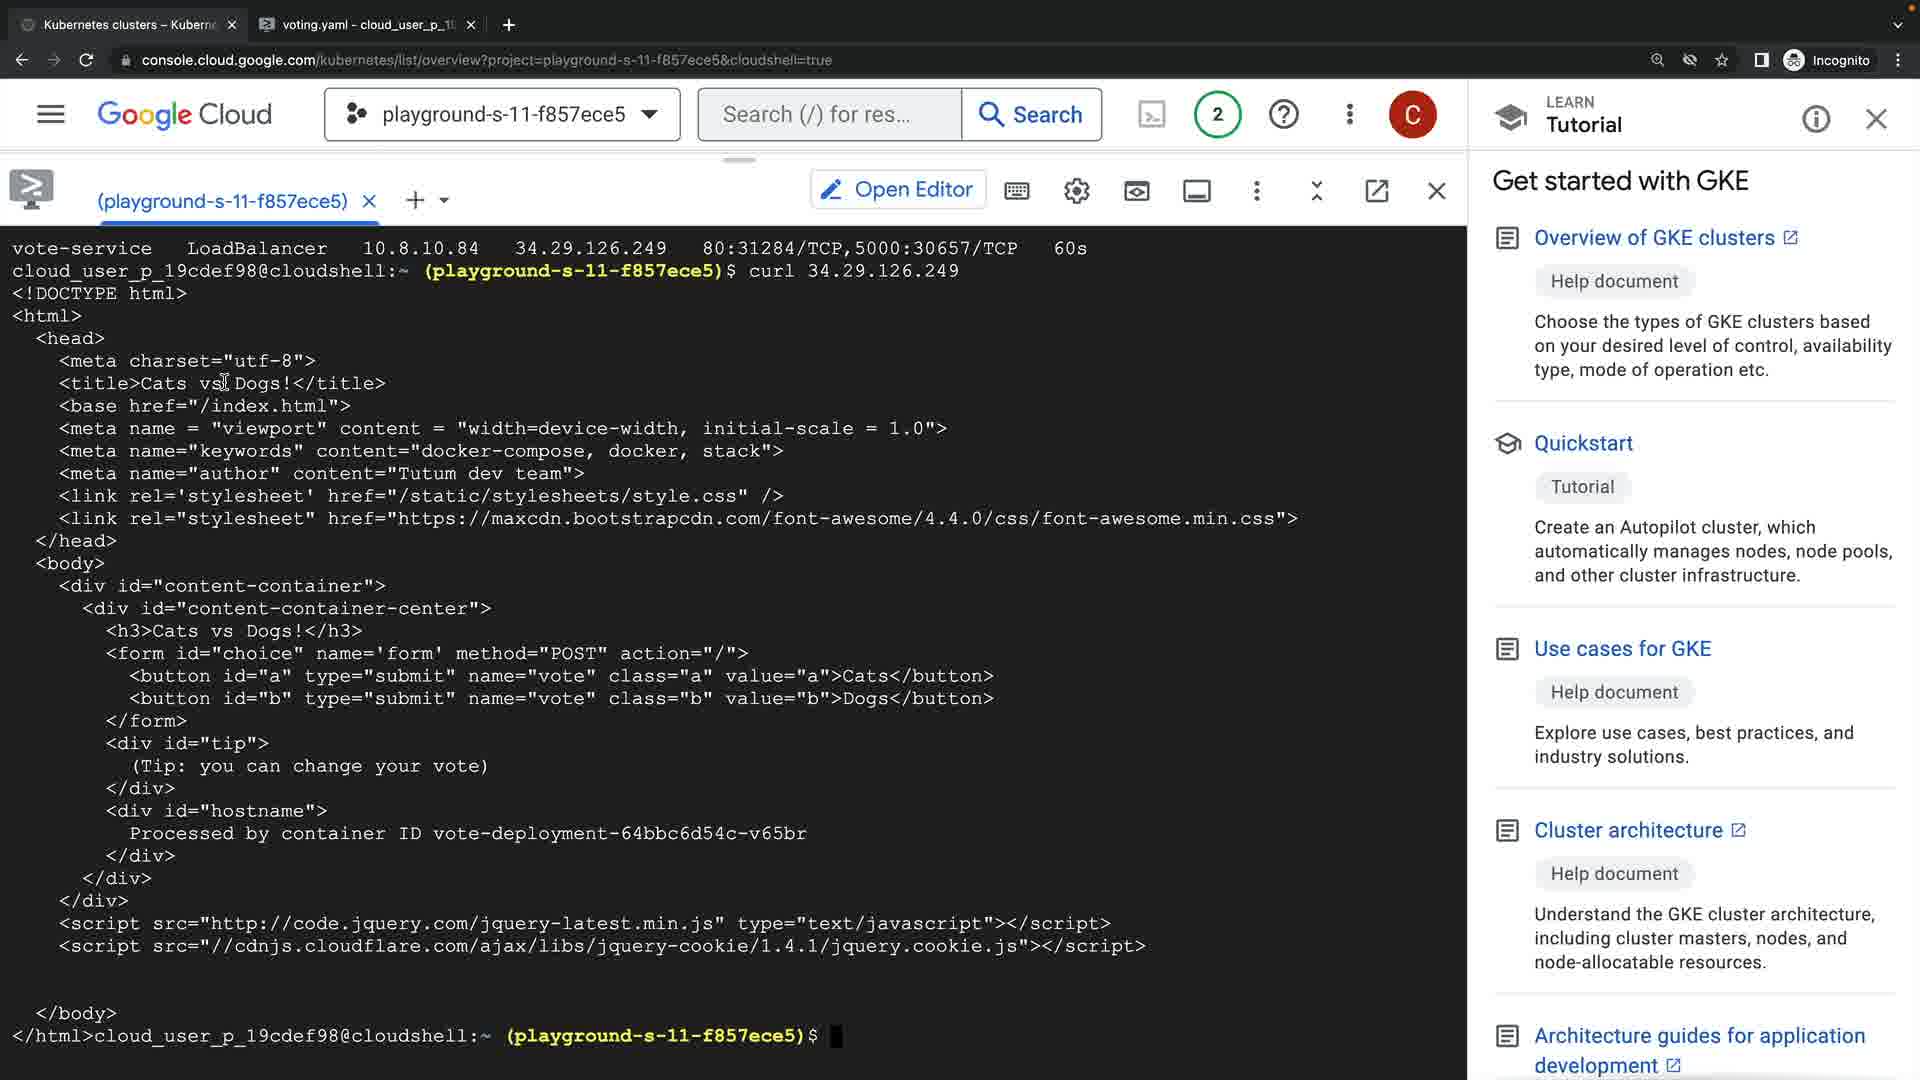 Kubernetes clusters – Kuberne
voting.yaml - cloud_user_p_1
console.cloud.google.com/kubernetes/list/overview?project=playground-s-11-f857ece5&cloudshell=true
Incognito
Google Cloud
playground-s-11-f857ece5
Search (/) for res...
Search
2
C
LEARN
Tutorial
(playground-s-11-f857ece5)
Open Editor
vote-service   LoadBalancer   10.8.10.84   34.29.126.249   80:31284/TCP,5000:30657/TCP   60s
cloud_user_p_19cdef98@cloudshell:~ (playground-s-11-f857ece5)$ curl 34.29.126.249
<!DOCTYPE html>
<html>
  <head>
    <meta charset="utf-8">
    <title>Cats vs Dogs!</title>
    <base href="/index.html">
    <meta name = "viewport" content = "width=device-width, initial-scale = 1.0">
    <meta name="keywords" content="docker-compose, docker, stack">
    <meta name="author" content="Tutum dev team">
    <link rel='stylesheet' href="/static/stylesheets/style.css" />
    <link rel="stylesheet" href="https://maxcdn.bootstrapcdn.com/font-awesome/4.4.0/css/font-awesome.min.css">
  </head>
  <body>
    <div id="content-container">
      <div id="content-container-center">
        <h3>Cats vs Dogs!</h3>
        <form id="choice" name='form' method="POST" action="/">
          <button id="a" type="submit" name="vote" class="a" value="a">Cats</button>
          <button id="b" type="submit" name="vote" class="b" value="b">Dogs</button>
        </form>
        <div id="tip">
          (Tip: you can change your vote)
        </div>
        <div id="hostname">
          Processed by container ID vote-deployment-64bbc6d54c-v65br
        </div>
      </div>
    </div>
    <script src="http://code.jquery.com/jquery-latest.min.js" type="text/javascript"></script>
    <script src="//cdnjs.cloudflare.com/ajax/libs/jquery-cookie/1.4.1/jquery.cookie.js"></script>
  </body>
</html>cloud_user_p_19cdef98@cloudshell:~ (playground-s-11-f857ece5)$
Get started with GKE
Overview of GKE clusters
Help document
Choose the types of GKE clusters based
on your desired level of control, availability
type, mode of operation etc.
Quickstart
Tutorial
Create an Autopilot cluster, which
automatically manages nodes, node pools,
and other cluster infrastructure.
Use cases for GKE
Help document
Explore use cases, best practices, and
industry solutions.
Cluster architecture
Help document
Understand the GKE cluster architecture,
including cluster masters, nodes, and
node-allocatable resources.
Architecture guides for application
development